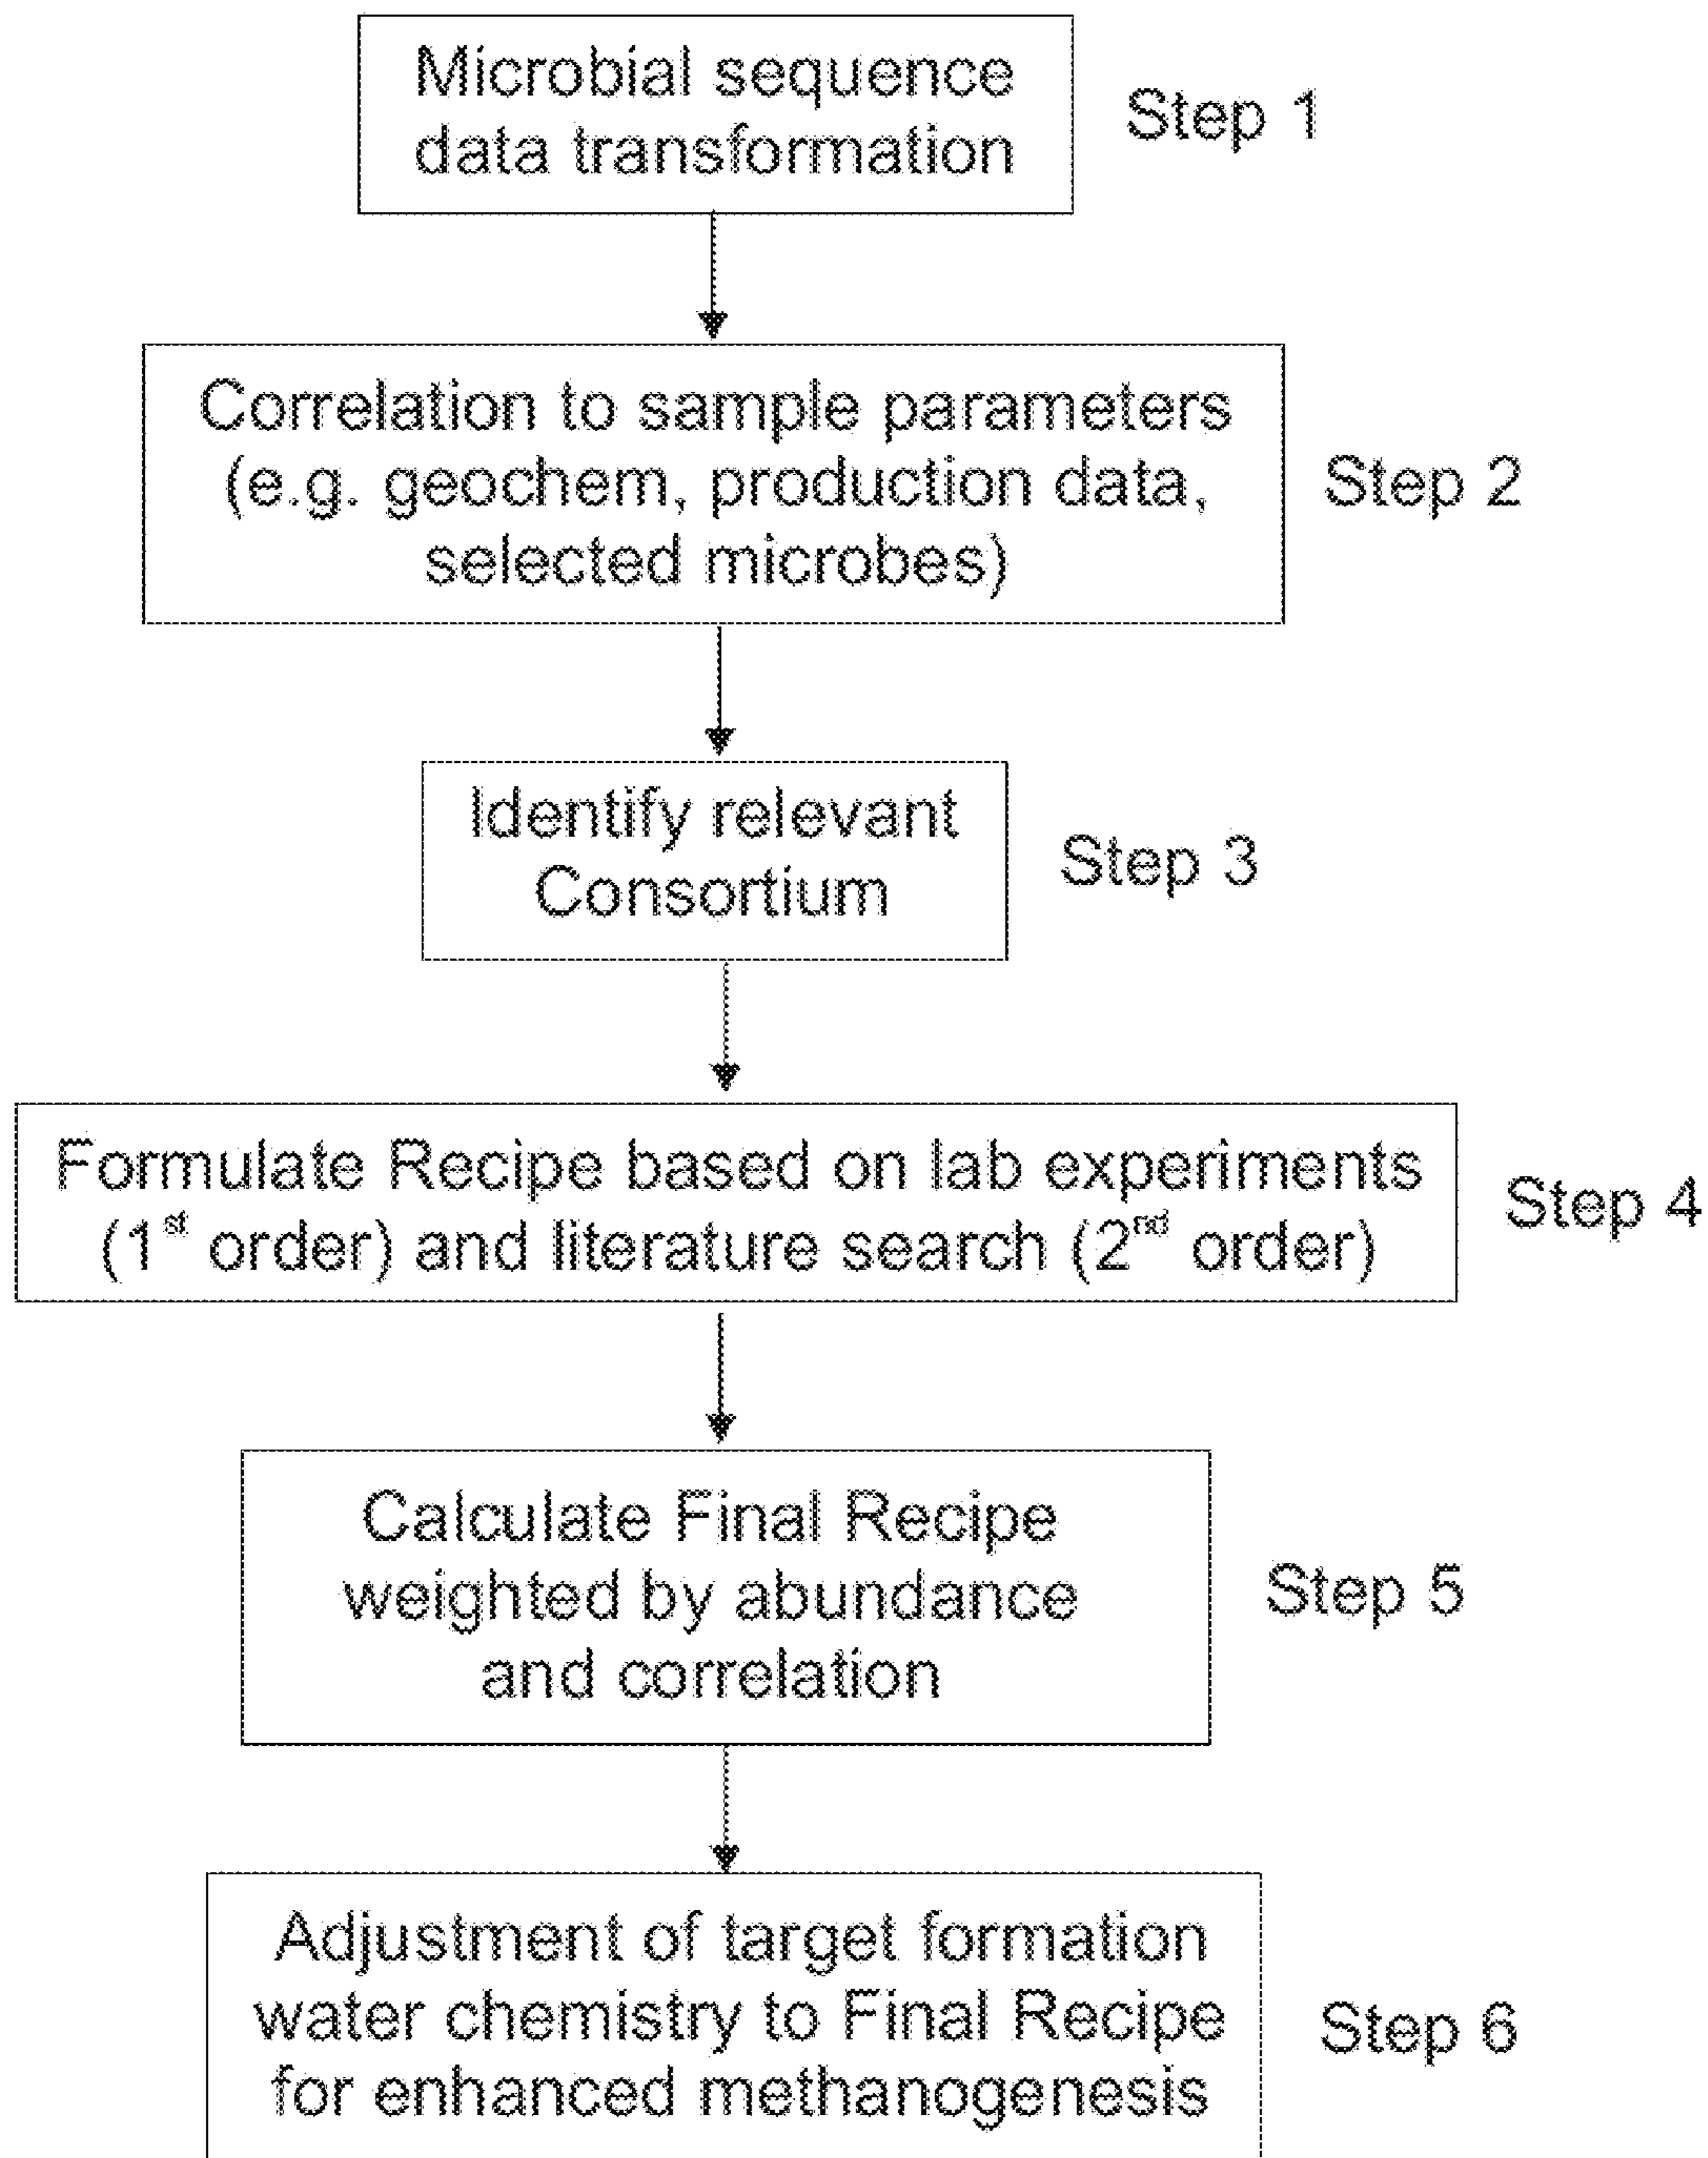 Microbial sequence
data transformation
Step 1
Correlation to sample parameters
(e.g. geochem, production data,
selected microbes)
Step 2
Identify relevant
Consortium
Step 3
Formulate Recipe based on lab experiments
(1st order) and literature search (2nd order)
Step 4
Calculate Final Recipe
weighted by abundance
and correlation
Step 5
Adjustment of target formation
water chemistry to Final Recipe
for enhanced methanogenesis
Step 6